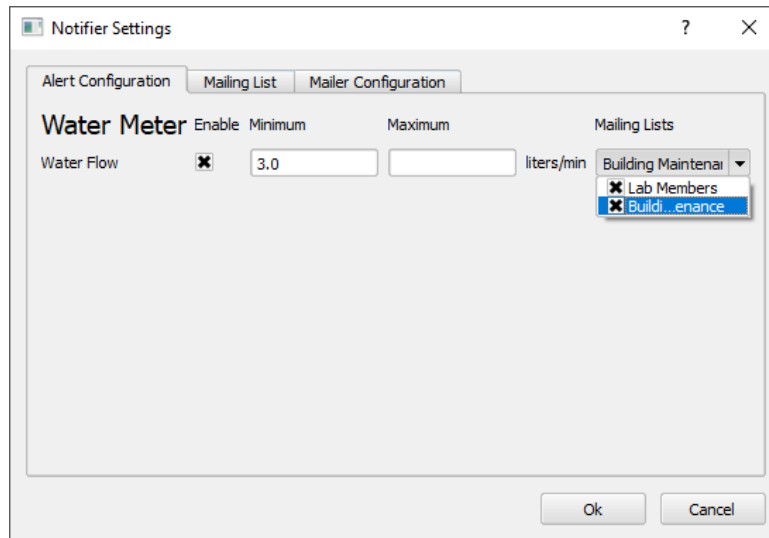 Notifier Settings
?
Alert Configuration Mailing List Mailer Configuration
Water Meter Enable Minimum Maximum Mailing Lists
Water Flow 3.0 liters/min Building Maintenar
Lab Members
Buildi...enance
Ok Cancel